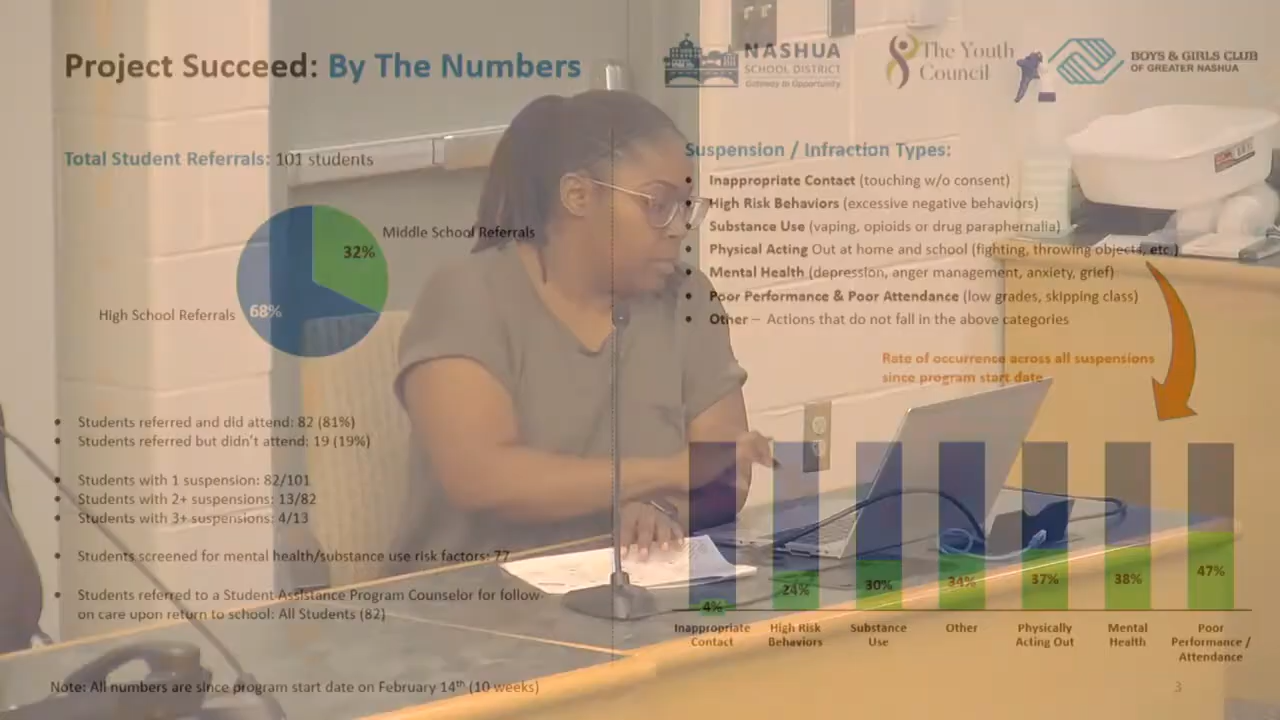 Project Succeed: By The Numbers
NASHUA
SCHOOL DISTRICT
Gateway to Opportunity
The Youth
Council
BOYS & GIRLS CLUB
OF GREATER NASHUA
Total Student Referrals: 101 students
Middle School Referrals
32%
High School Referrals
68%
• Students referred and did attend: 82 (81%)
• Students referred but didn't attend: 19 (19%)
• Students with 1 suspension: 82/101
• Students with 2+ suspensions: 13/82
• Students with 3+ suspensions: 4/13
• Students screened for mental health/substance use risk factors: 77
• Students referred to a Student Assistance Program Counselor for follow-
on care upon return to school: All Students (82)
Note: All numbers are since program start date on February 14th (10 weeks)
Suspension / Infraction Types:
• Inappropriate Contact (touching w/o consent)
• High Risk Behaviors (excessive negative behaviors)
• Substance Use (vaping, opioids or drug paraphernalia)
• Physical Acting Out at home and school (fighting, throwing objects, etc.)
• Mental Health (depression, anger management, anxiety, grief)
• Poor Performance & Poor Attendance (low grades, skipping class)
• Other – Actions that do not fall in the above categories
Rate of occurrence across all suspensions
since program start date
4% 24% 30% 34% 37% 38% 47%
Inappropriate High Risk Substance Other Physically Mental Poor
Contact Behaviors Use Acting Out Health Performance /
Attendance
3